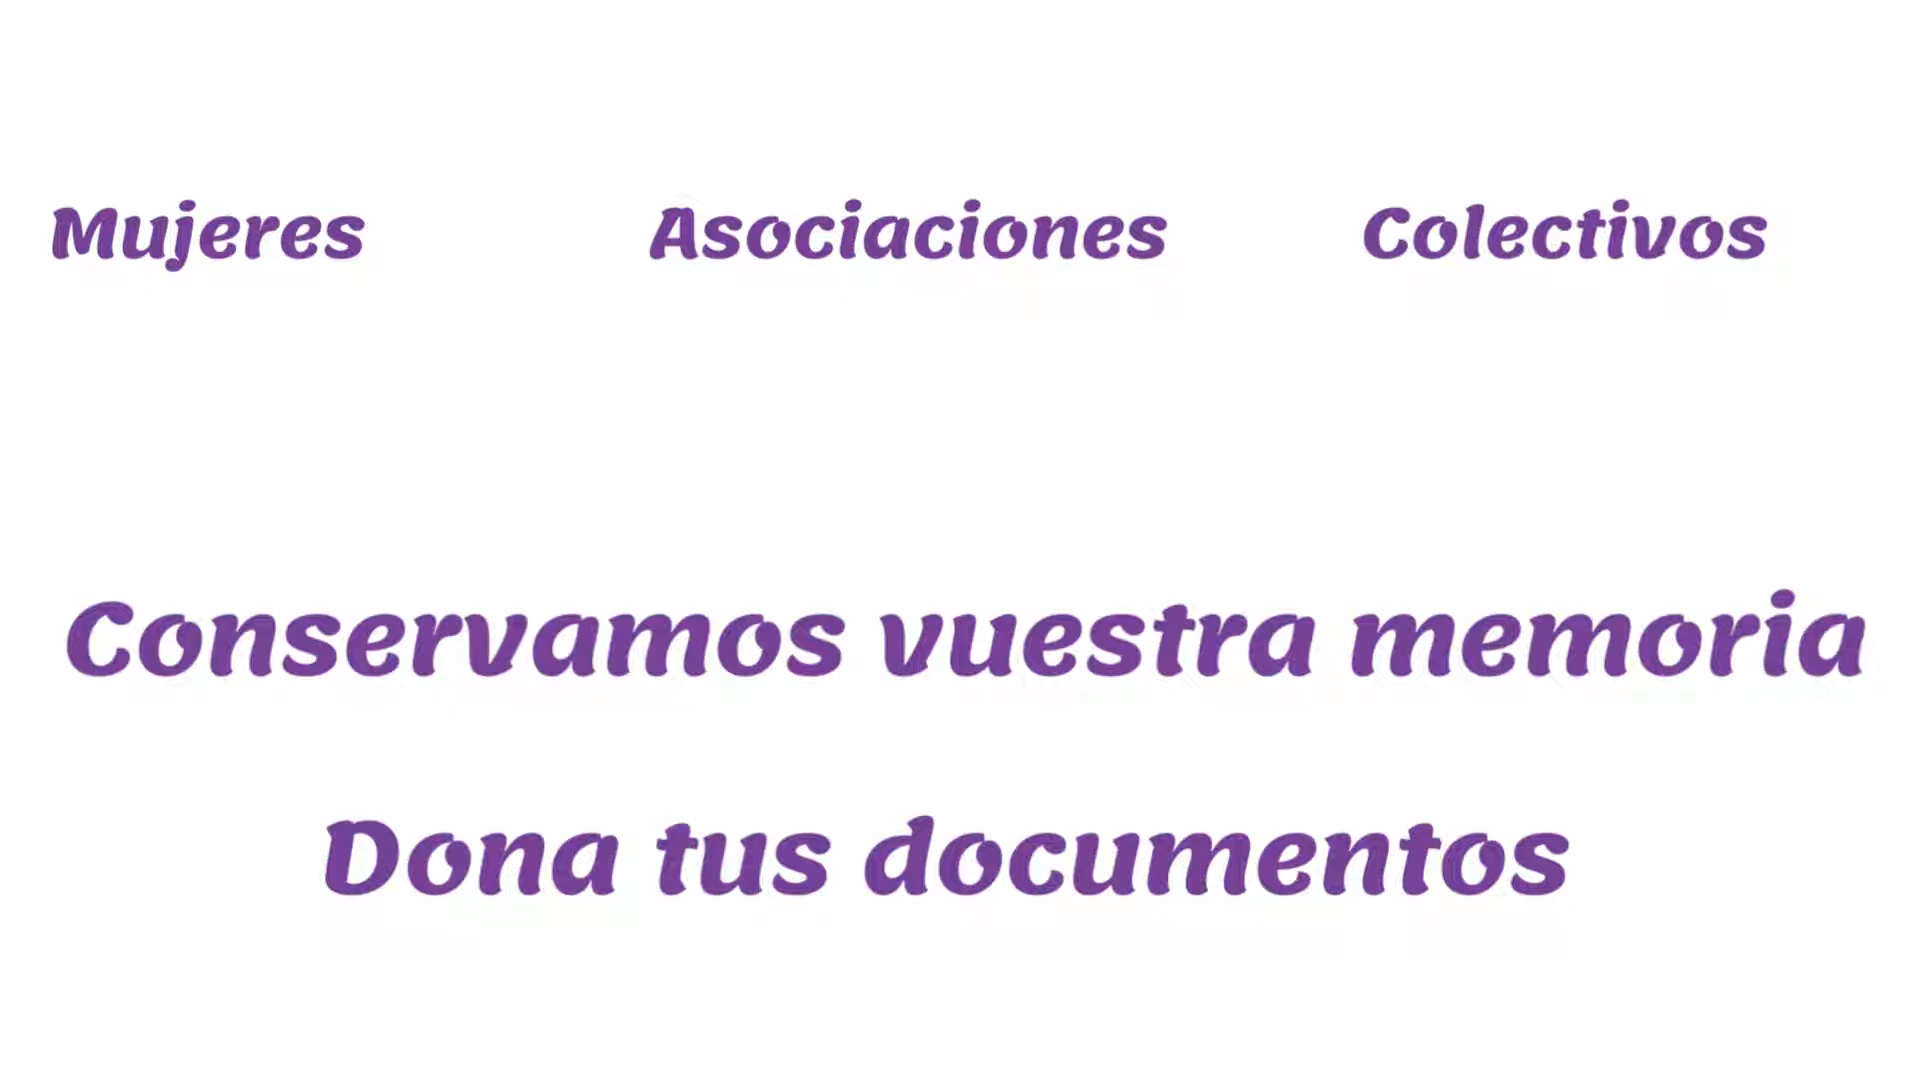 Mujeres Asociaciones Colectivos
Conservamos vuestra memoria
Dona tus documentos